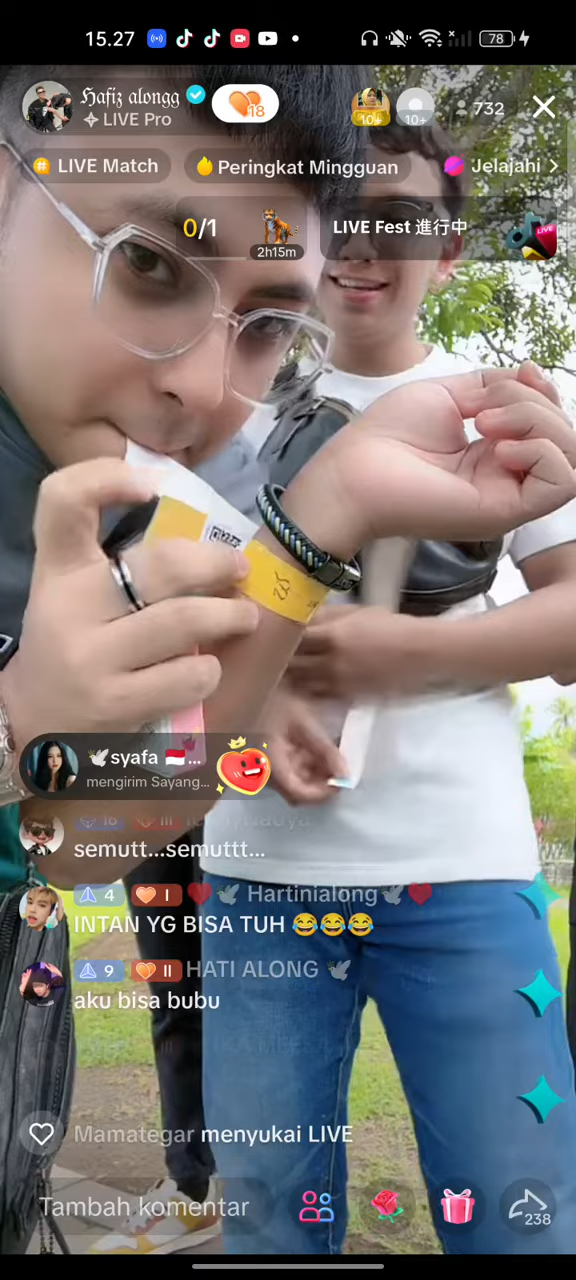 15.27
78
Hafiz alongg
LIVE Pro
18
10+
10+
732
LIVE Match
Peringkat Mingguan
Jelajahi >
0/1
2h15m
LIVE Fest 進行中
LIVE
syafa 🇮🇩...
mengirim Sayang...
semutt...semuttt...
4 I ♥️🕊️ Hartinialong🕊️♥️
INTAN YG BISA TUH 😂😂😂
9 II HATI ALONG 🕊️
aku bisa bubu
Mamategar menyukai LIVE
Tambah komentar
238